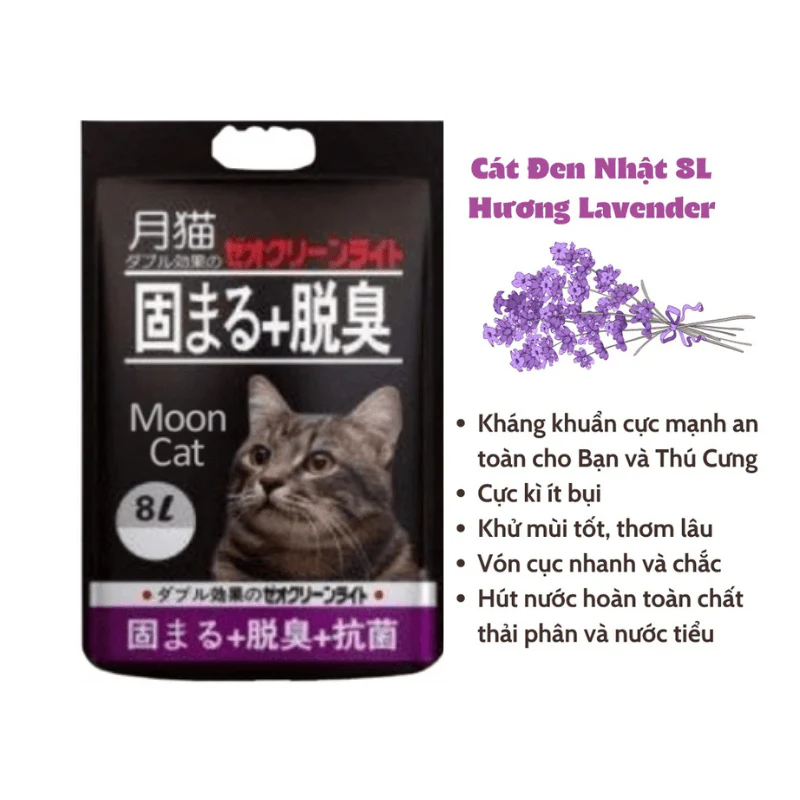 月猫
ダブル効果のゼオクリーンライト
固まる+脱臭
Moon
Cat
8ℓ
• ダブル効果のゼオクリーンライト •
固まる+脱臭+抗菌
Cát Đen Nhật 8L
Hương Lavender
• Kháng khuẩn cực mạnh an
toàn cho Bạn và Thú Cưng
• Cực kì ít bụi
• Khử mùi tốt, thơm lâu
• Vón cục nhanh và chắc
• Hút nước hoàn toàn chất
thải phân và nước tiểu